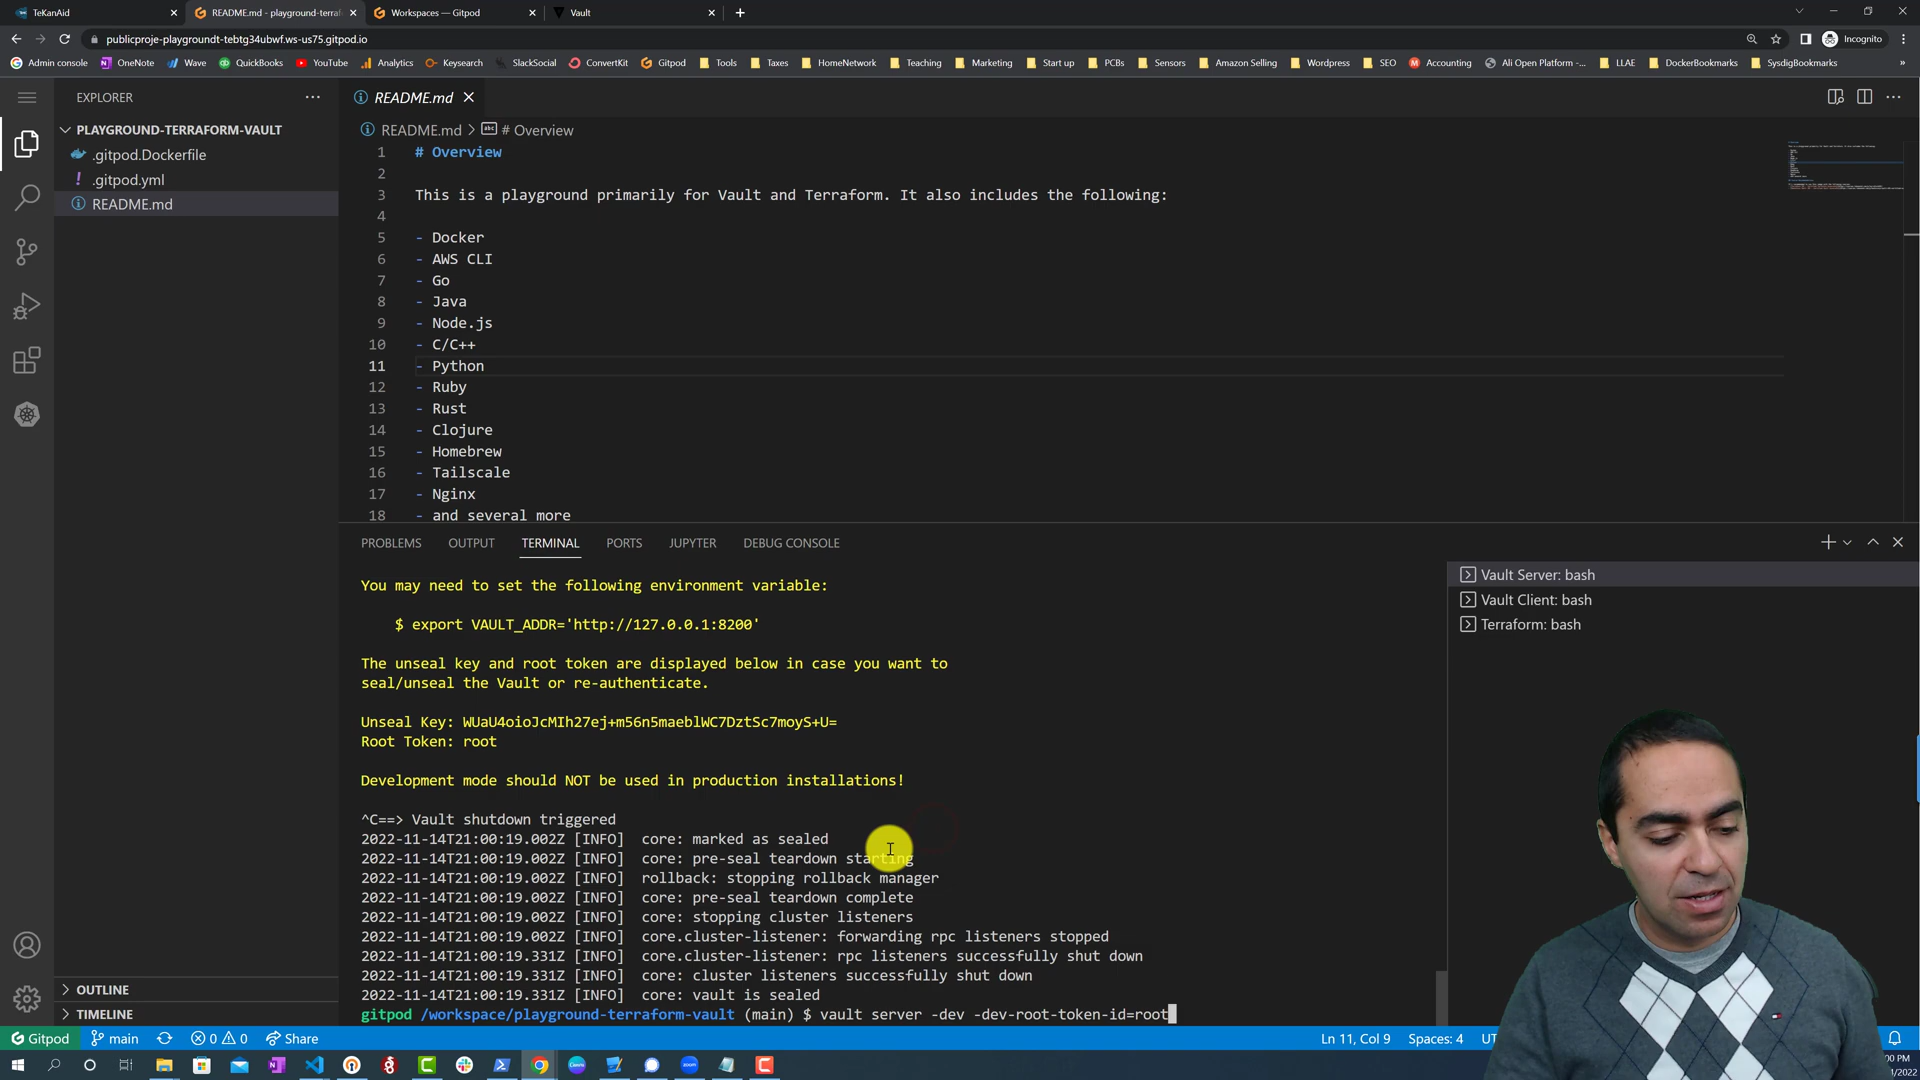 TeKanAid
README.md - playground-terraf
Workspaces — Gitpod
Vault
publicproje-playgroundt-tebtg34ubwf.ws-us75.gitpod.io
Incognito
Admin console
OneNote
Wave
QuickBooks
YouTube
Analytics
Keysearch
SlackSocial
ConvertKit
Gitpod
Tools
Taxes
HomeNetwork
Teaching
Marketing
Start up
PCBs
Sensors
Amazon Selling
Wordpress
SEO
Accounting
Ali Open Platform -...
LLAE
DockerBookmarks
SysdigBookmarks
EXPLORER
PLAYGROUND-TERRAFORM-VAULT
.gitpod.Dockerfile
.gitpod.yml
README.md
OUTLINE
TIMELINE
README.md
README.md > # Overview
1 # Overview
2
3 This is a playground primarily for Vault and Terraform. It also includes the following:
4
5 - Docker
6 - AWS CLI
7 - Go
8 - Java
9 - Node.js
10 - C/C++
11 - Python
12 - Ruby
13 - Rust
14 - Clojure
15 - Homebrew
16 - Tailscale
17 - Nginx
18 - and several more
PROBLEMS
OUTPUT
TERMINAL
PORTS
JUPYTER
DEBUG CONSOLE
You may need to set the following environment variable:
$ export VAULT_ADDR='http://127.0.0.1:8200'
The unseal key and root token are displayed below in case you want to
seal/unseal the Vault or re-authenticate.
Unseal Key: WUaU4oioJcMIh27ej+m56n5maeblWC7DztSc7moyS+U=
Root Token: root
Development mode should NOT be used in production installations!
^C==> Vault shutdown triggered
2022-11-14T21:00:19.002Z [INFO]  core: marked as sealed
2022-11-14T21:00:19.002Z [INFO]  core: pre-seal teardown starting
2022-11-14T21:00:19.002Z [INFO]  rollback: stopping rollback manager
2022-11-14T21:00:19.002Z [INFO]  core: pre-seal teardown complete
2022-11-14T21:00:19.002Z [INFO]  core: stopping cluster listeners
2022-11-14T21:00:19.002Z [INFO]  core.cluster-listener: forwarding rpc listeners stopped
2022-11-14T21:00:19.331Z [INFO]  core.cluster-listener: rpc listeners successfully shut down
2022-11-14T21:00:19.331Z [INFO]  core: cluster listeners successfully shut down
2022-11-14T21:00:19.331Z [INFO]  core: vault is sealed
gitpod /workspace/playground-terraform-vault (main) $ vault server -dev -dev-root-token-id=root
Vault Server: bash
Vault Client: bash
Terraform: bash
Gitpod
main
0
0
Share
Ln 11, Col 9
Spaces: 4